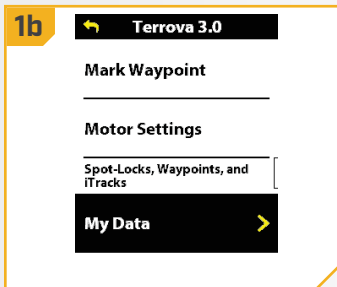 1b
Terrova 3.0
Mark Waypoint
Motor Settings
Spot-Locks, Waypoints, and
iTracks
My Data